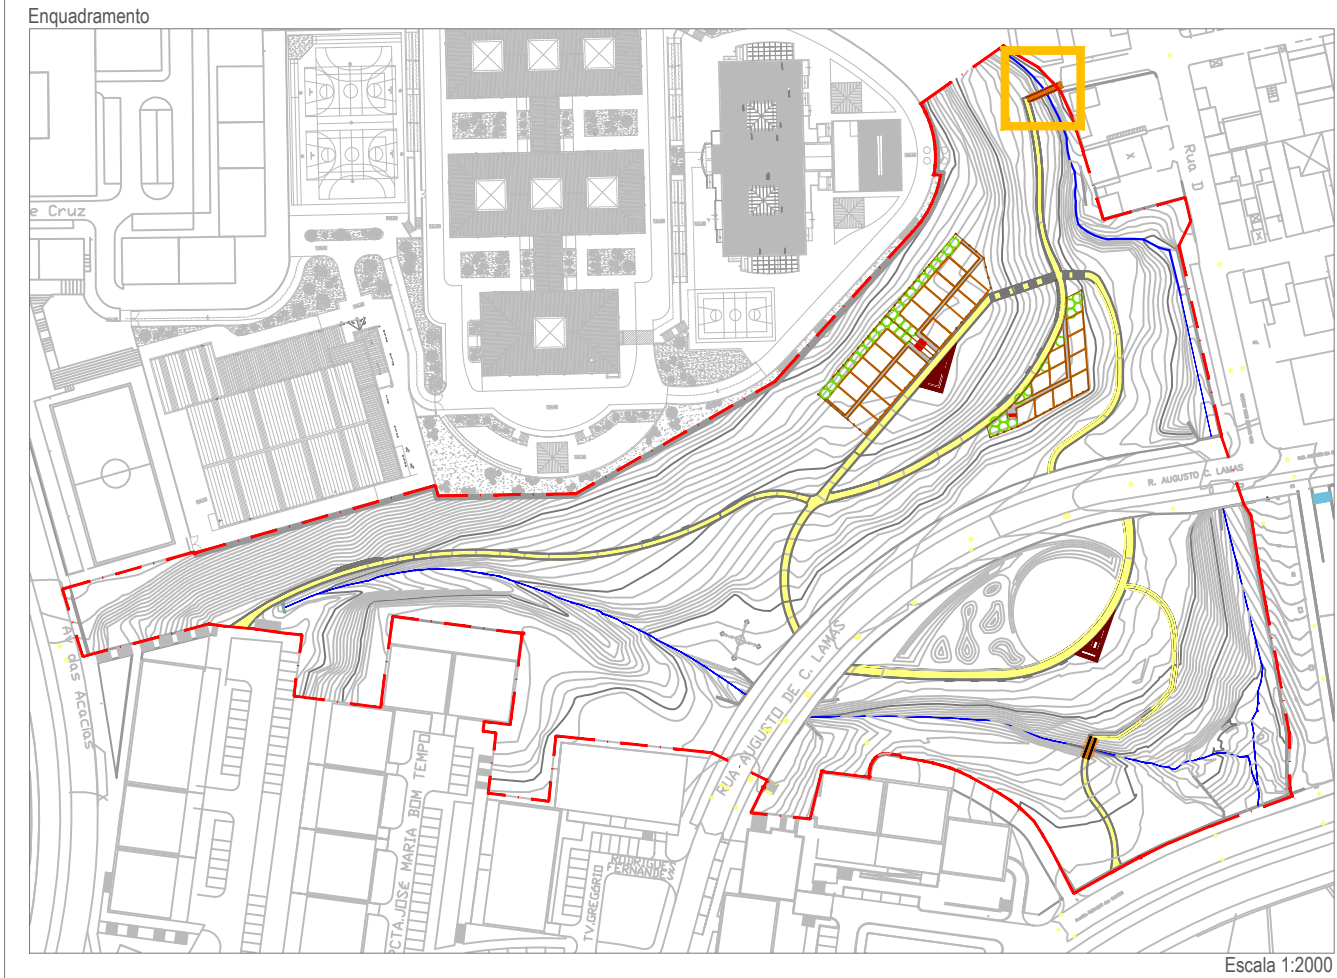 Enquadramento
e Cruz
Rua D
R. AUGUSTO C. LAMAS
RUA AUGUSTO DE C. LAMAS
Av. das Acacias
PCTA.JOSÉ MARIA BOM TEMPO
TV.GREGÓRIO
RODRIGUES
FERNANDES
X
X
X
Escala 1:2000